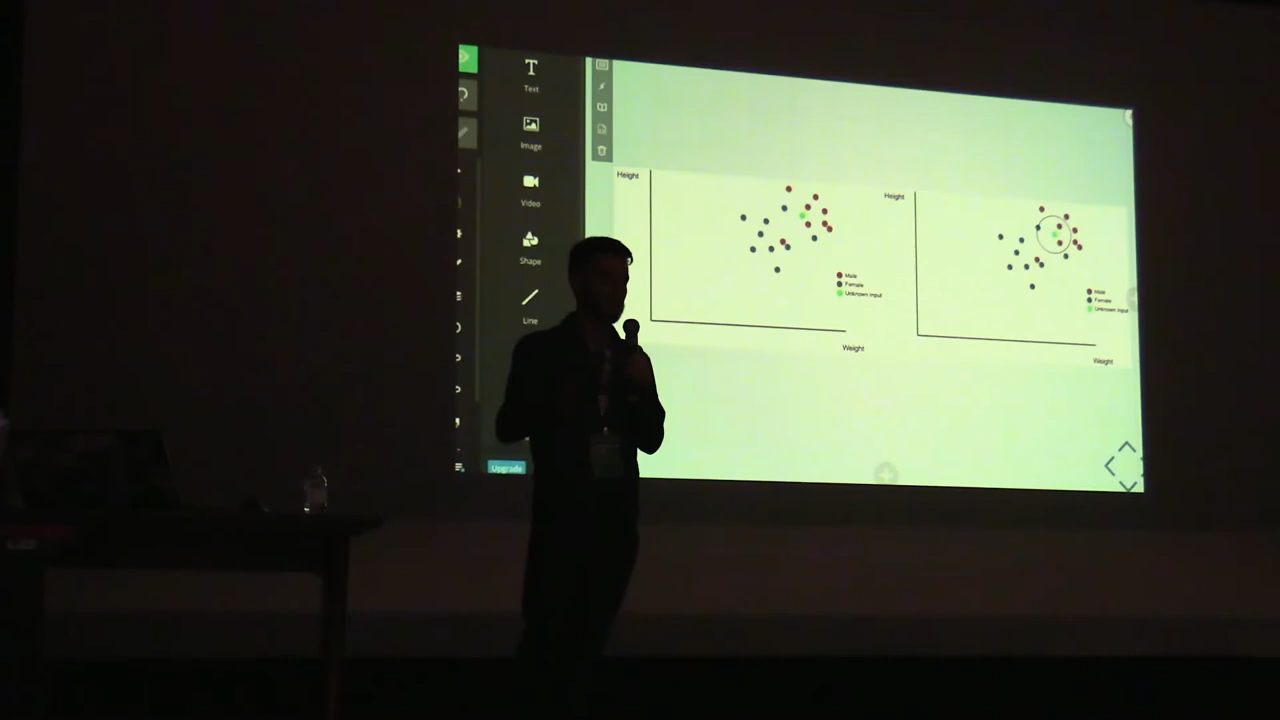 Text
Image
Video
Shape
Line
Upgrade
Height
Male
Female
Unknown input
Weight
Height
Male
Female
Unknown input
Weight